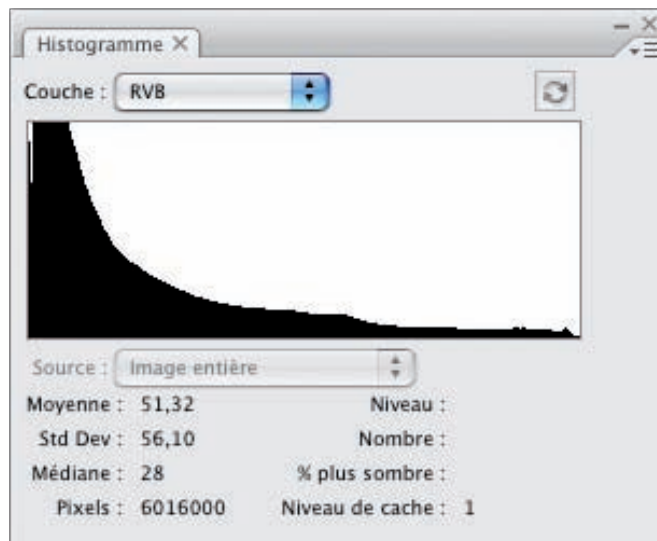 Histogramme
Couche : RVB
Source : Image entière
Moyenne : 51,32 Niveau :
Std Dev : 56,10 Nombre :
Médiane : 28 % plus sombre :
Pixels : 6016000 Niveau de cache : 1